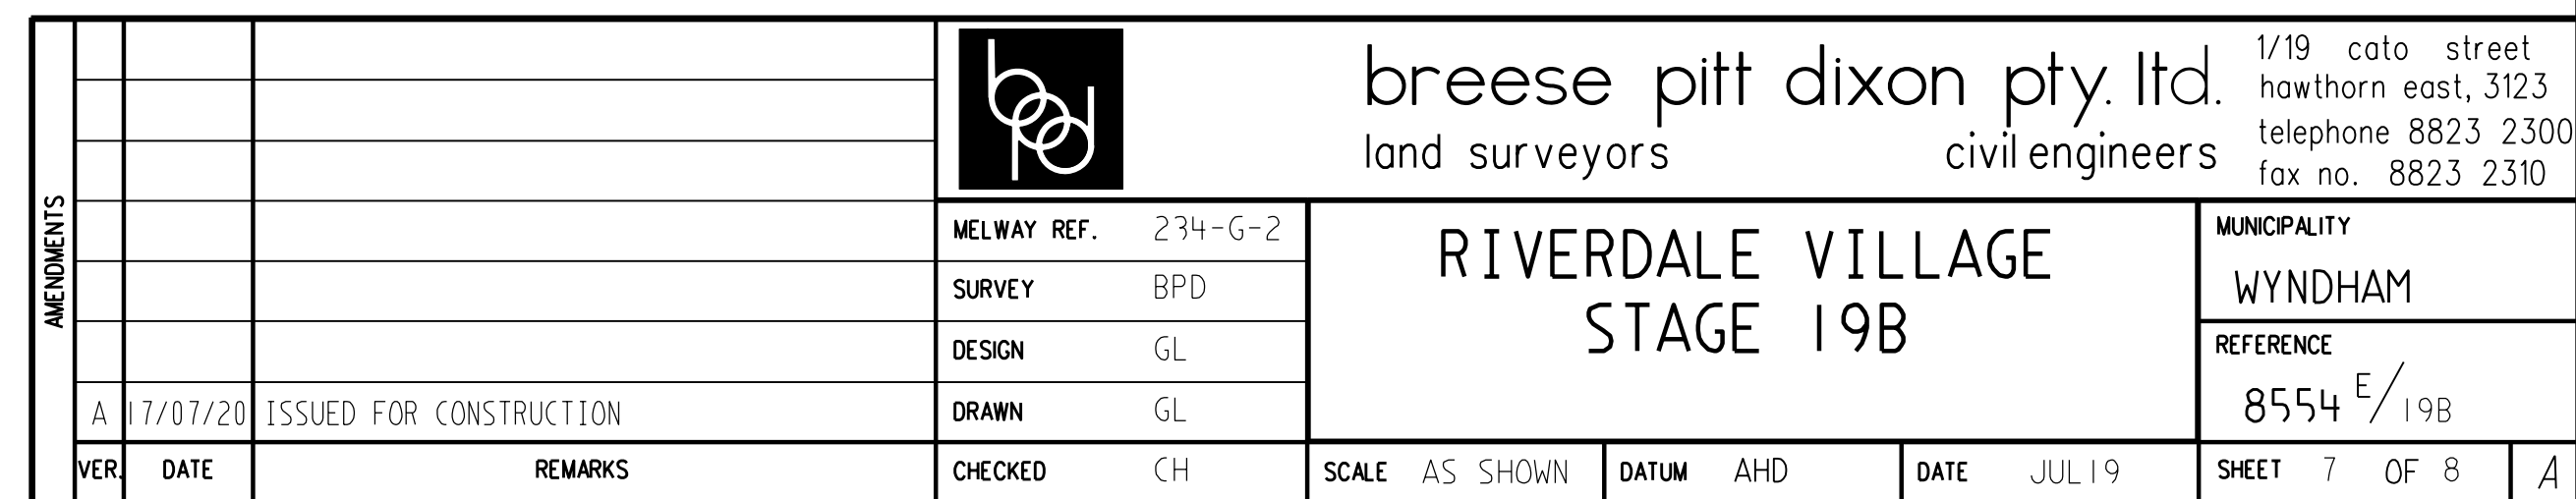 AMENDMENTS
A 17/07/20 ISSUED FOR CONSTRUCTION
VER. DATE REMARKS
bpd
breese pitt dixon pty. ltd.
land surveyors civil engineers
1/19 cato street
hawthorn east, 3123
telephone 8823 2300
fax no. 8823 2310
MELWAY REF. 234-G-2
SURVEY BPD
DESIGN GL
DRAWN GL
CHECKED CH
RIVERDALE VILLAGE
STAGE 19B
MUNICIPALITY
WYNDHAM
REFERENCE
8554 E/19B
SCALE AS SHOWN DATUM AHD DATE JUL19 SHEET 7 OF 8 A